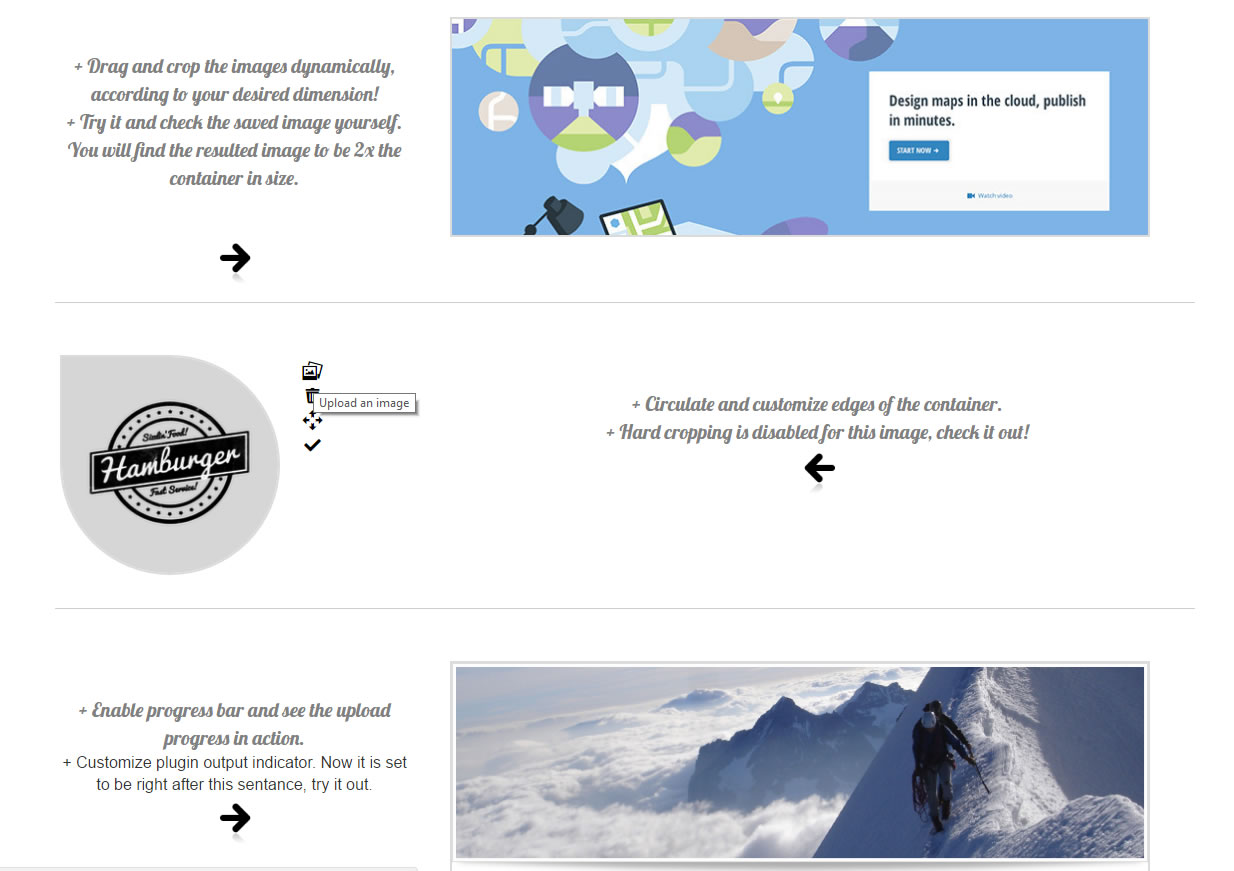 + Drag and crop the images dynamically,
according to your desired dimension!
+ Try it and check the saved image yourself.
You will find the resulted image to be 2x the
container in size.
Design maps in the cloud, publish
in minutes.
START NOW →
Watch video
Sizzlin' Food!
Hamburger
Fast Service!
Upload an image
+ Circulate and customize edges of the container.
+ Hard cropping is disabled for this image, check it out!
+ Enable progress bar and see the upload
progress in action.
+ Customize plugin output indicator. Now it is set
to be right after this sentence, try it out.